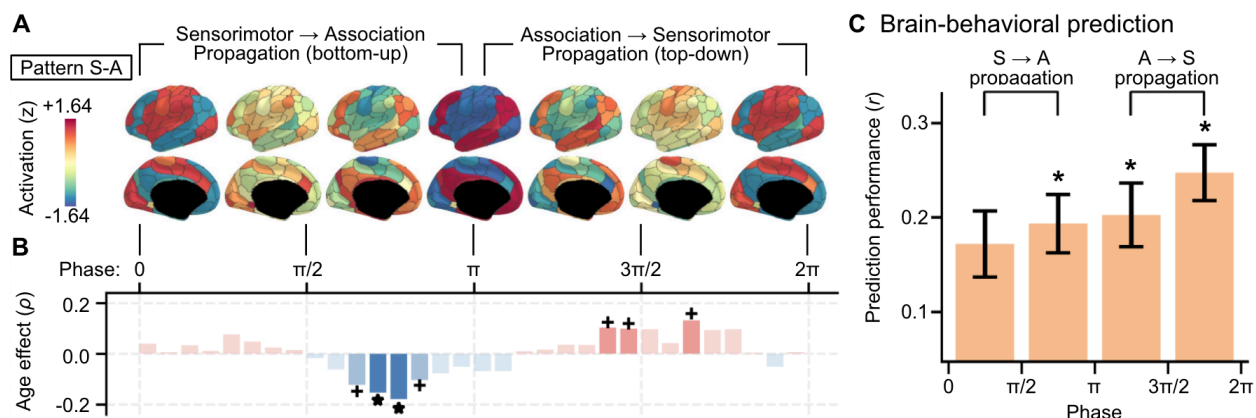 A
Sensorimotor → Association
Propagation (bottom-up)
Association → Sensorimotor
Propagation (top-down)
Pattern S-A
Activation (z)
+1.64
-1.64
B
Phase:
0
π/2
π
3π/2
2π
Age effect (ρ)
0.2
0.0
-0.2
+
*
*
+
+
+
+
C Brain-behavioral prediction
S → A
propagation
A → S
propagation
Prediction performance (r)
0.3
0.2
0.1
*
*
*
0
π/2
π
3π/2
2π
Phase